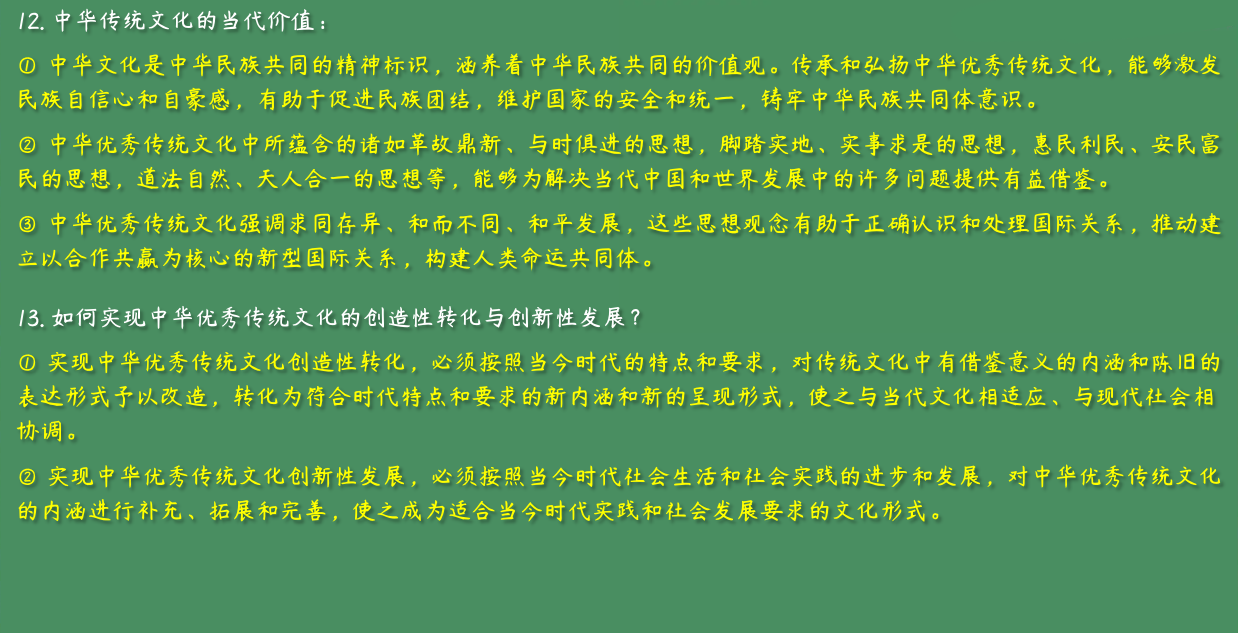 12. 中华传统文化的当代价值：
① 中华文化是中华民族共同的精神标识，涵养着中华民族共同的价值观。传承和弘扬中华优秀传统文化，能够激发
民族自信心和自豪感，有助于促进民族团结，维护国家的安全和统一，铸牢中华民族共同体意识。
② 中华优秀传统文化中所蕴含的诸如革故鼎新、与时俱进的思想，脚踏实地、实事求是的思想，惠民利民、安民富
民的思想，道法自然、天人合一的思想等，能够为解决当代中国和世界发展中的许多问题提供有益借鉴。
③ 中华优秀传统文化强调求同存异、和而不同、和平发展，这些思想观念有助于正确认识和处理国际关系，推动建
立以合作共赢为核心的新型国际关系，构建人类命运共同体。
13. 如何实现中华优秀传统文化的创造性转化与创新性发展？
① 实现中华优秀传统文化创造性转化，必须按照当今时代的特点和要求，对传统文化中有借鉴意义的内涵和陈旧的
表达形式予以改造，转化为符合时代特点和要求的新内涵和新的呈现形式，使之与当代文化相适应、与现代社会相
协调。
② 实现中华优秀传统文化创新性发展，必须按照当今时代社会生活和社会实践的进步和发展，对中华优秀传统文化
的内涵进行补充、拓展和完善，使之成为适合当今时代实践和社会发展要求的文化形式。